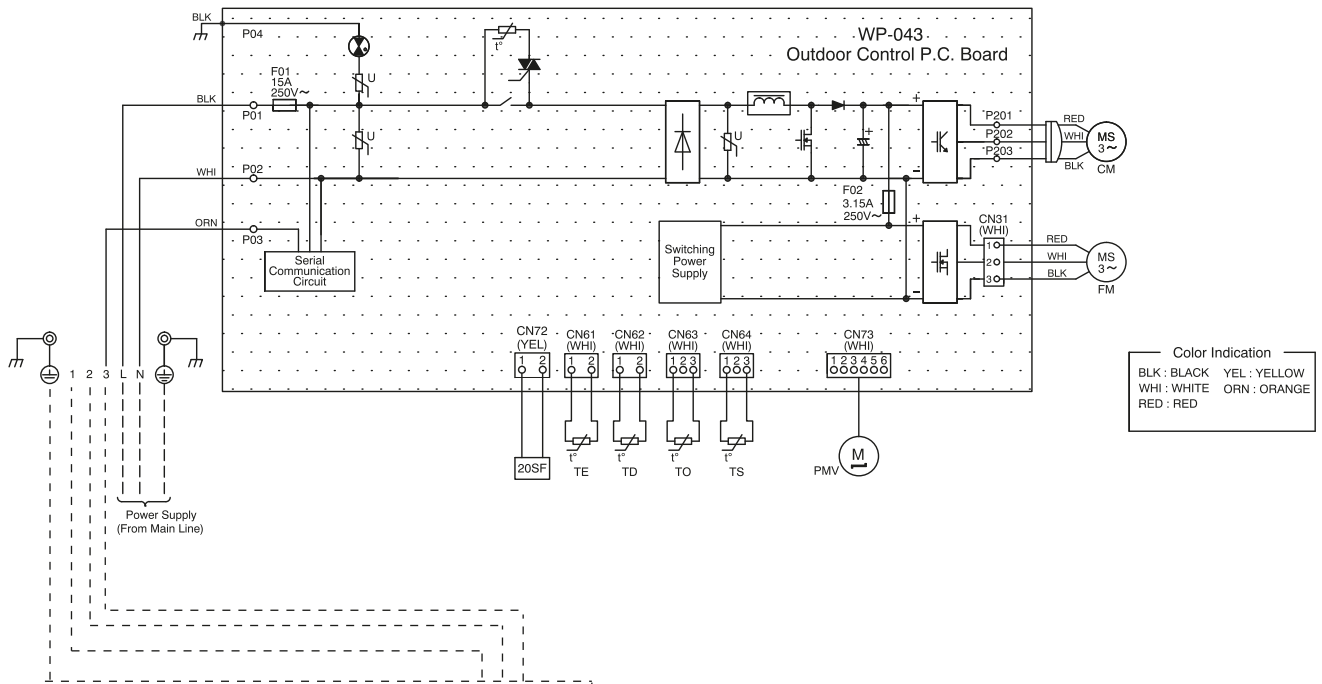 BLK
P04
WP-043
Outdoor Control P.C. Board
t°
U
F01
15A
250V~
BLK
P01
U
U
+
−
P201
P202
P203
RED
WHI
BLK
MS
3~
CM
WHI
P02
F02
3.15A
250V~
ORN
P03
Serial
Communication
Circuit
Switching
Power
Supply
+
−
CN31
(WHI)
1
2
3
RED
WHI
BLK
MS
3~
FM
CN72
(YEL)
1 2
CN61
(WHI)
1 2
CN62
(WHI)
1 2
CN63
(WHI)
1 2 3
CN64
(WHI)
1 2 3
CN73
(WHI)
1 2 3 4 5 6
20SF
t°
TE
t°
TD
t°
TO
t°
TS
PMV
M
1 2 3 L N
Power Supply
(From Main Line)
Color Indication
BLK : BLACK YEL : YELLOW
WHI : WHITE ORN : ORANGE
RED : RED